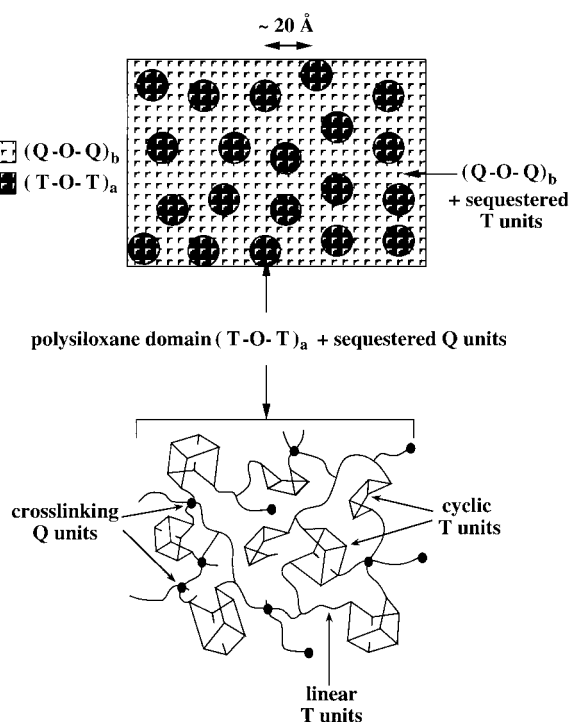 ~ 20 Å
(Q-O-Q)b
(T-O-T)a
(Q-O-Q)b
+ sequestered
T units
polysiloxane domain (T-O-T)a + sequestered Q units
crosslinking
Q units
cyclic
T units
linear
T units